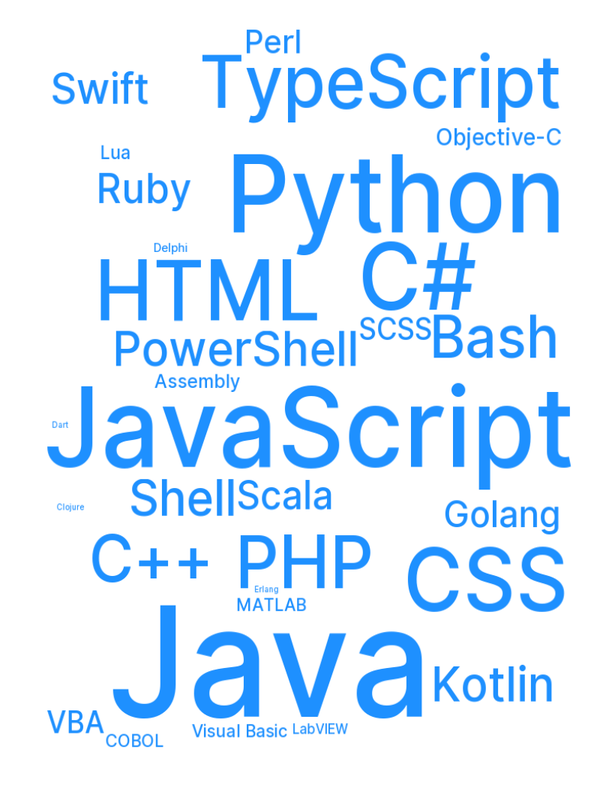 Perl
TypeScript
Swift
Objective-C
Lua
Ruby
Python
Delphi
HTML
C#
SCSS
Bash
PowerShell
Assembly
JavaScript
Dart
Shell
Scala
Clojure
Golang
C++
PHP
CSS
Erlang
MATLAB
Java
Kotlin
VBA
COBOL
Visual Basic
LabVIEW